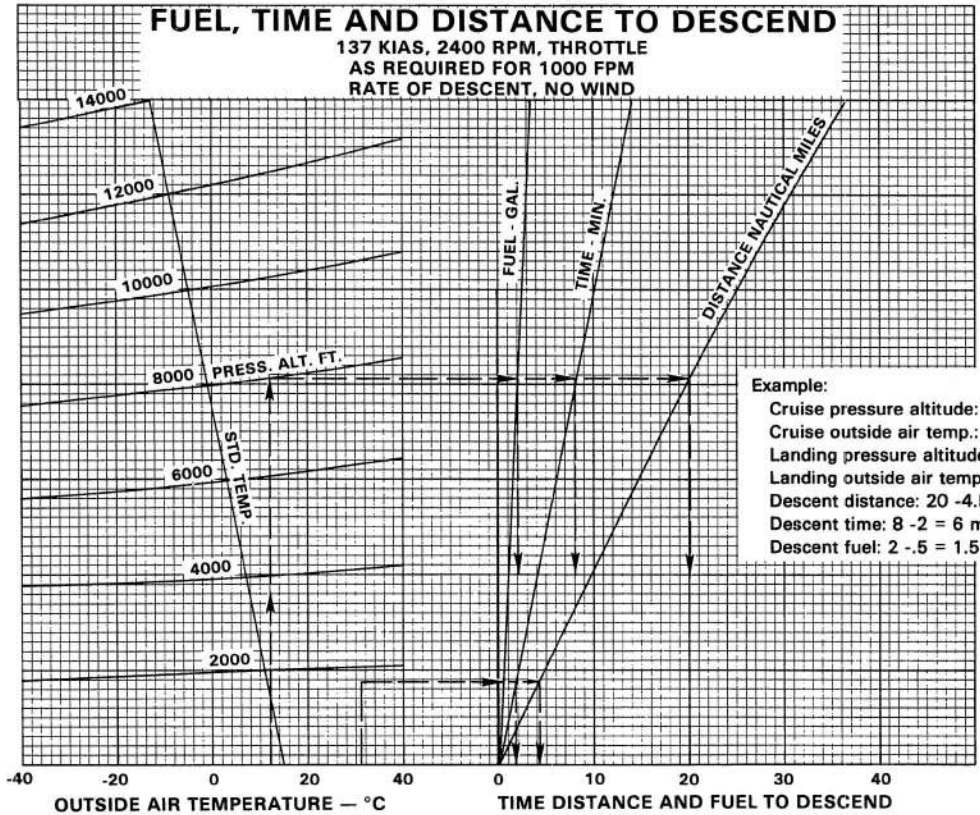 FUEL, TIME AND DISTANCE TO DESCEND
137 KIAS, 2400 RPM, THROTTLE
AS REQUIRED FOR 1000 FPM
RATE OF DESCENT, NO WIND
14000
12000
10000
8000 PRESS. ALT. FT.
6000
4000
2000
STD. TEMP.
FUEL - GAL.
TIME - MIN.
DISTANCE NAUTICAL MILES
Example:
Cruise pressure altitude:
Cruise outside air temp.:
Landing pressure altitude
Landing outside air temp
Descent distance: 20 -4.
Descent time: 8 -2 = 6 m
Descent fuel: 2 -.5 = 1.5
-40 -20 0 20 40 0 10 20 30 40
OUTSIDE AIR TEMPERATURE — °C TIME DISTANCE AND FUEL TO DESCEND